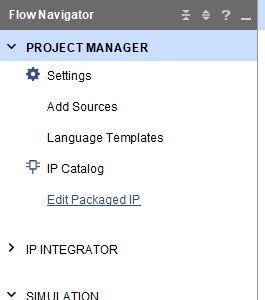 Flow Navigator
PROJECT MANAGER
Settings
Add Sources
Language Templates
IP Catalog
Edit Packaged IP
IP INTEGRATOR
SIMULATION